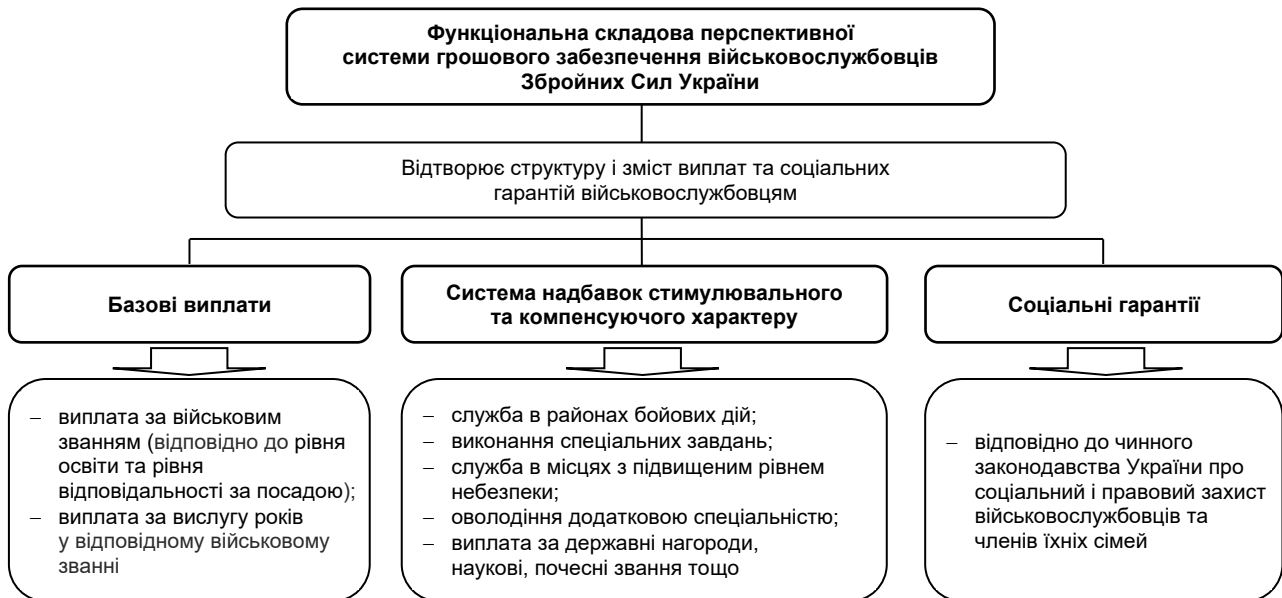 Функціональна складова перспективної
системи грошового забезпечення військовослужбовців
Збройних Сил України
Відтворює структуру і зміст виплат та соціальних
гарантій військовослужбовцям
Базові виплати
Система надбавок стимулювального
та компенсуючого характеру
Соціальні гарантії
– виплата за військовим
званням (відповідно до рівня
освіти та рівня
відповідальності за посадою);
– виплата за вислугу років
у відповідному військовому
званні
– служба в районах бойових дій;
– виконання спеціальних завдань;
– служба в місцях з підвищеним рівнем
небезпеки;
– оволодіння додатковою спеціальністю;
– виплата за державні нагороди,
наукові, почесні звання тощо
– відповідно до чинного
законодавства України про
соціальний і правовий захист
військовослужбовців та
членів їхніх сімей